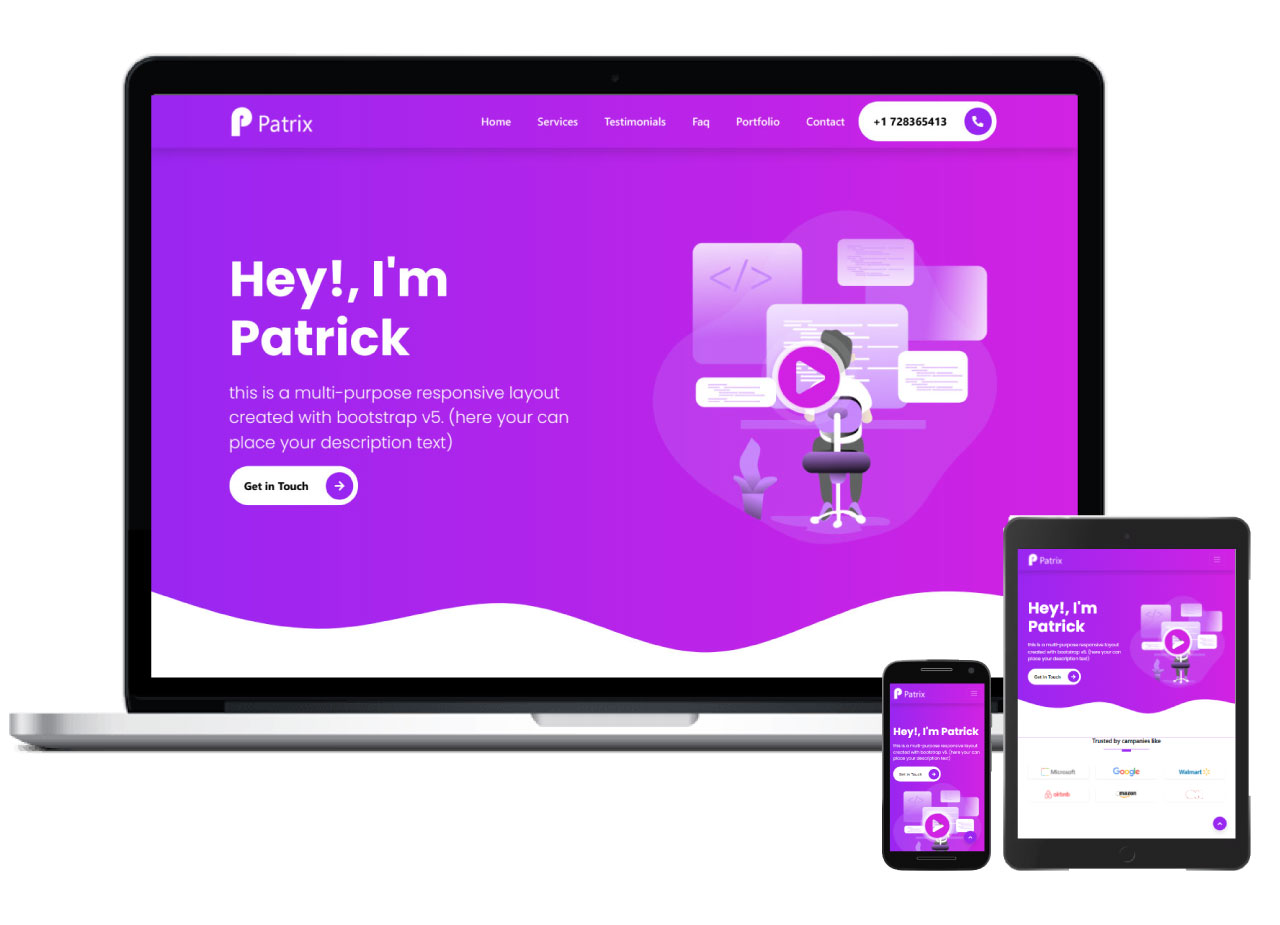 Patrix
Home Services Testimonials Faq Portfolio Contact +1 728365413
Hey!, I'm
Patrick
this is a multi-purpose responsive layout
created with bootstrap v5. (here your can
place your description text)
Get in Touch
</>
Patrix
Hey!, I'm
Patrick
this is a multi-purpose responsive layout
created with bootstrap v5. (here your can
place your description text)
Get in Touch
Trusted by campanies like
Microsoft Google Walmart
airbnb amazon
Patrix
Hey!, I'm Patrick
this is a multi-purpose responsive layout
created with bootstrap v5. (here your can
place your description text)
Get in Touch